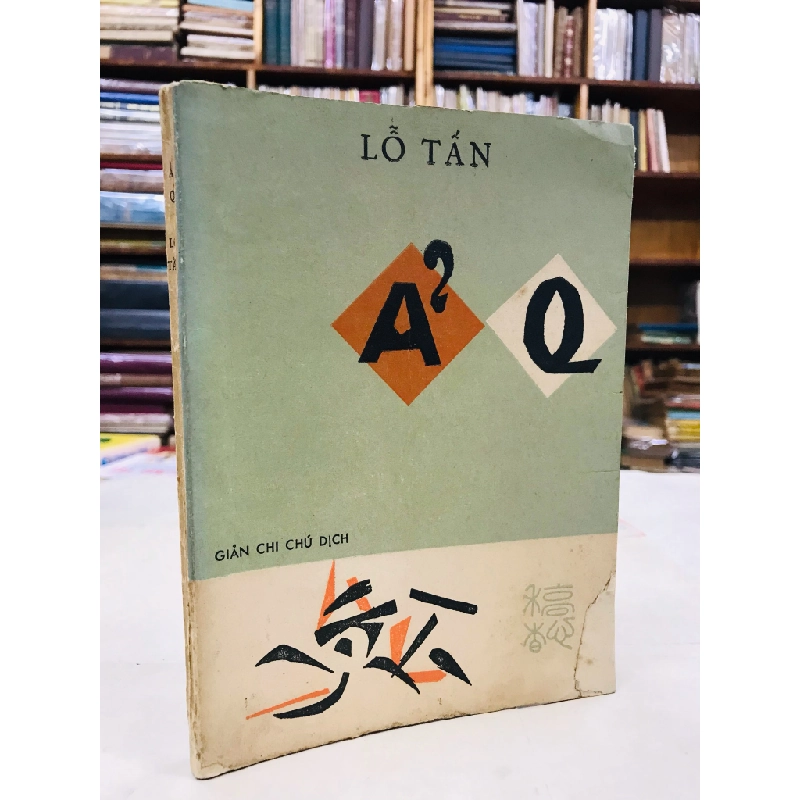 LỖ TẤN
Ả Q
GIẢN CHI CHÚ DỊCH
A
Q